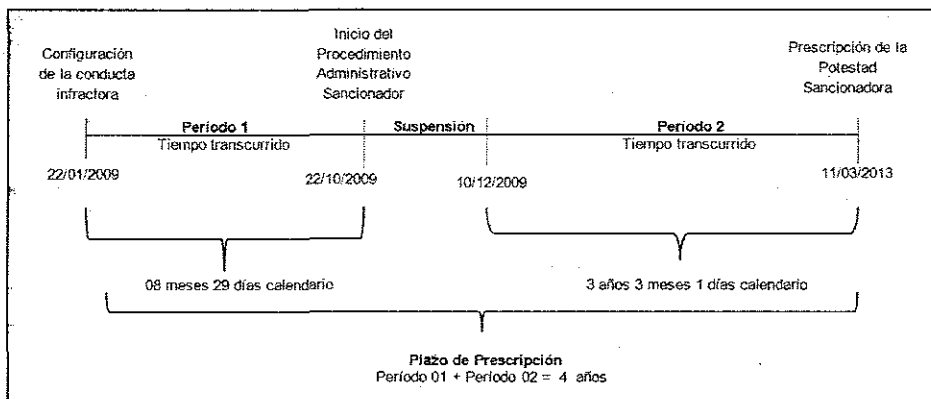 Configuración
de la conducta
infractora
Inicio del
Procedimiento
Administrativo
Sancionador
Prescripción de la
Potestad
Sancionadora
Período 1
Tiempo transcurrido
Suspensión
Período 2
Tiempo transcurrido
22/01/2009
22/10/2009
10/12/2009
11/03/2013
08 meses 29 días calendario
3 años 3 meses 1 días calendario
Plazo de Prescripción
Período 01 + Período 02 = 4 años